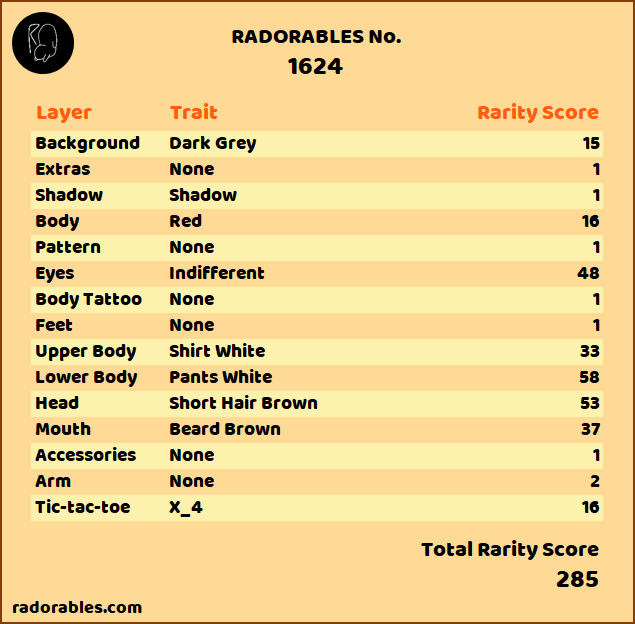 RADORABLES No.
1624
Layer Trait Rarity Score
Background Dark Grey 15
Extras None 1
Shadow Shadow 1
Body Red 16
Pattern None 1
Eyes Indifferent 48
Body Tattoo None 1
Feet None 1
Upper Body Shirt White 33
Lower Body Pants White 58
Head Short Hair Brown 53
Mouth Beard Brown 37
Accessories None 1
Arm None 2
Tic-tac-toe X_4 16
Total Rarity Score
285
radorables.com